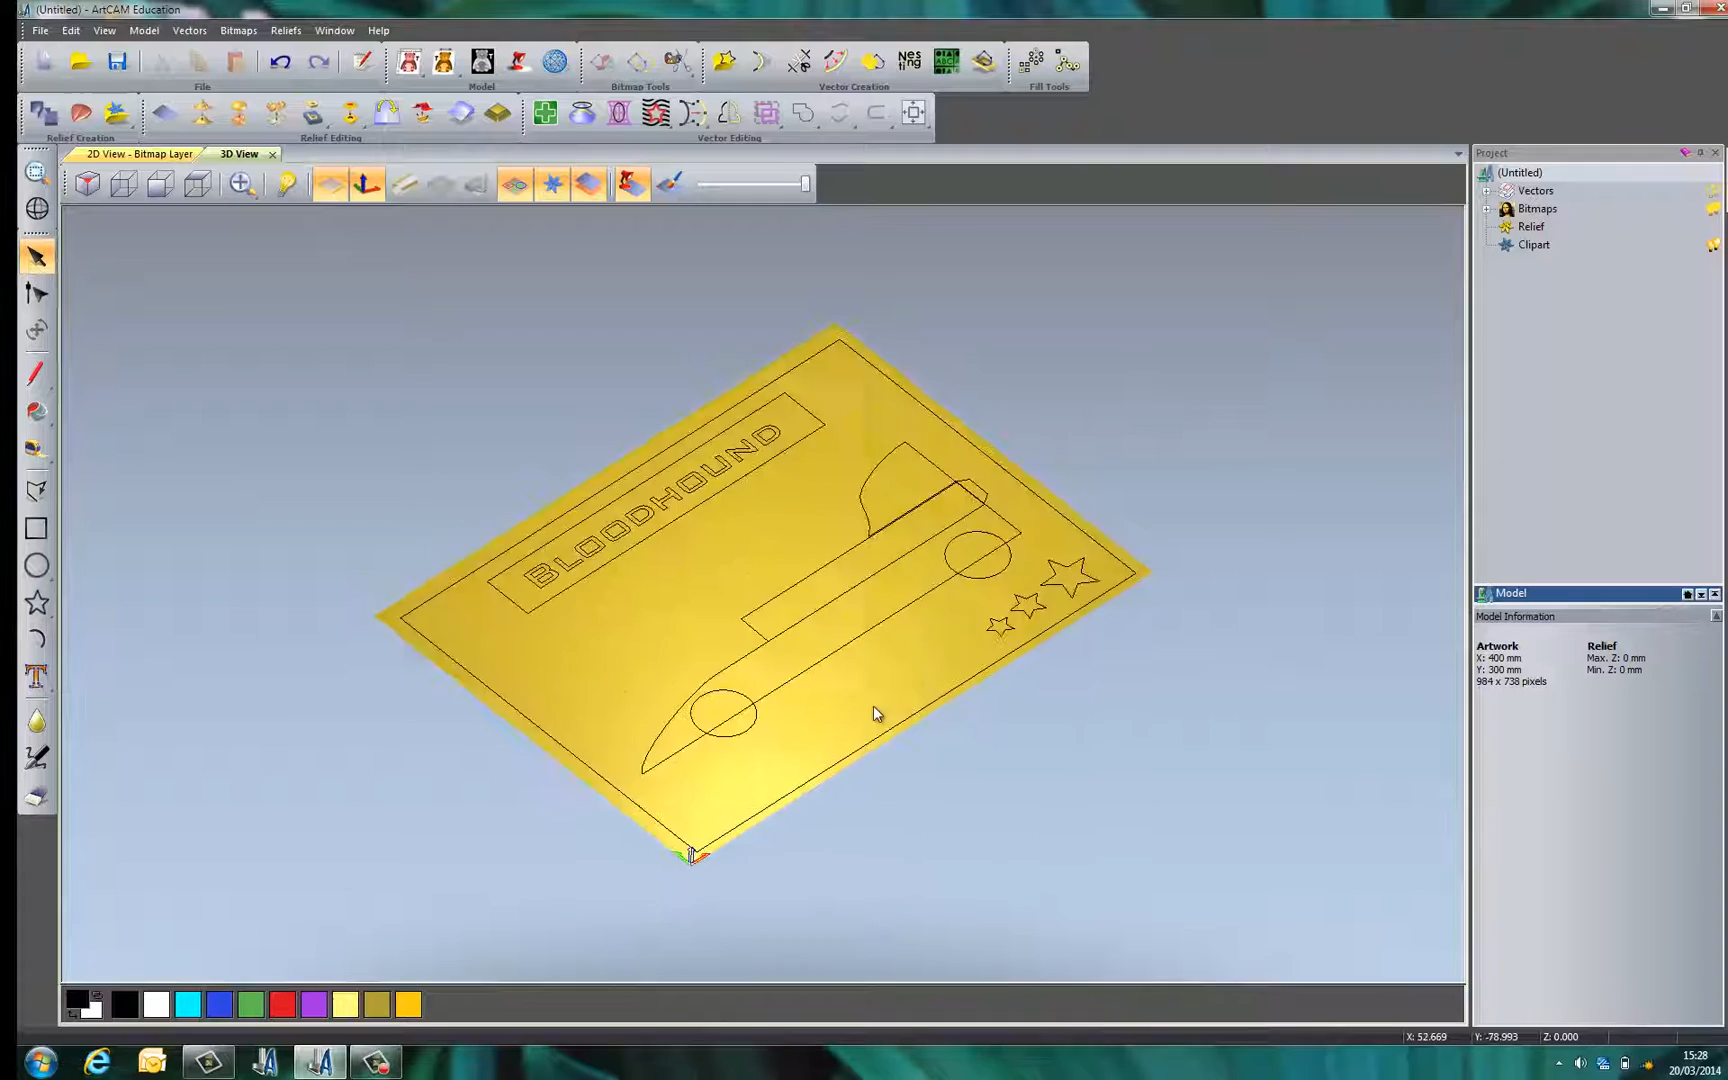 (Untitled) - ArtCAM Education
File Edit View Model Vectors Bitmaps Reliefs Window Help
Nes
ting
ABC
File Model Bitmap Tools Vector Creation Fill Tools
Relief Creation Relief Editing Vector Editing
2D View - Bitmap Layer 3D View
Project
(Untitled)
Vectors
Bitmaps
Relief
Clipart
BLOODHOUND
T
Model
Model Information
Artwork Relief
X: 400 mm Max. Z: 0 mm
Y: 300 mm Min. Z: 0 mm
984 x 738 pixels
X: 52.669 Y: -78.993 Z: 0.000
15:28
20/03/2014